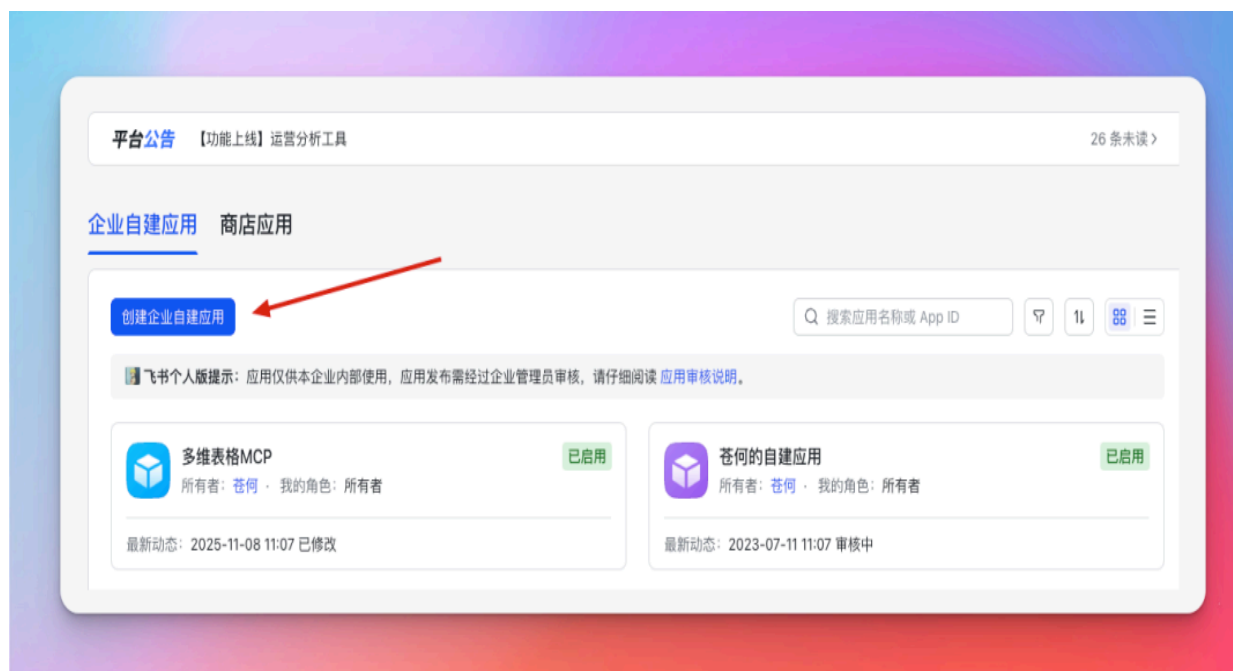 平台公告 【功能上线】运营分析工具 26 条未读
企业自建应用 商店应用
创建企业自建应用 搜索应用名称或 App ID
飞书个人版提示：应用仅供本企业内部使用，应用发布需经过企业管理员审核，请仔细阅读 应用审核说明。
多维表格MCP 已启用 苍何的自建应用 已启用
所有者：苍何 · 我的角色：所有者 所有者：苍何 · 我的角色：所有者
最新动态：2025-11-08 11:07 已修改 最新动态：2023-07-11 11:07 审核中